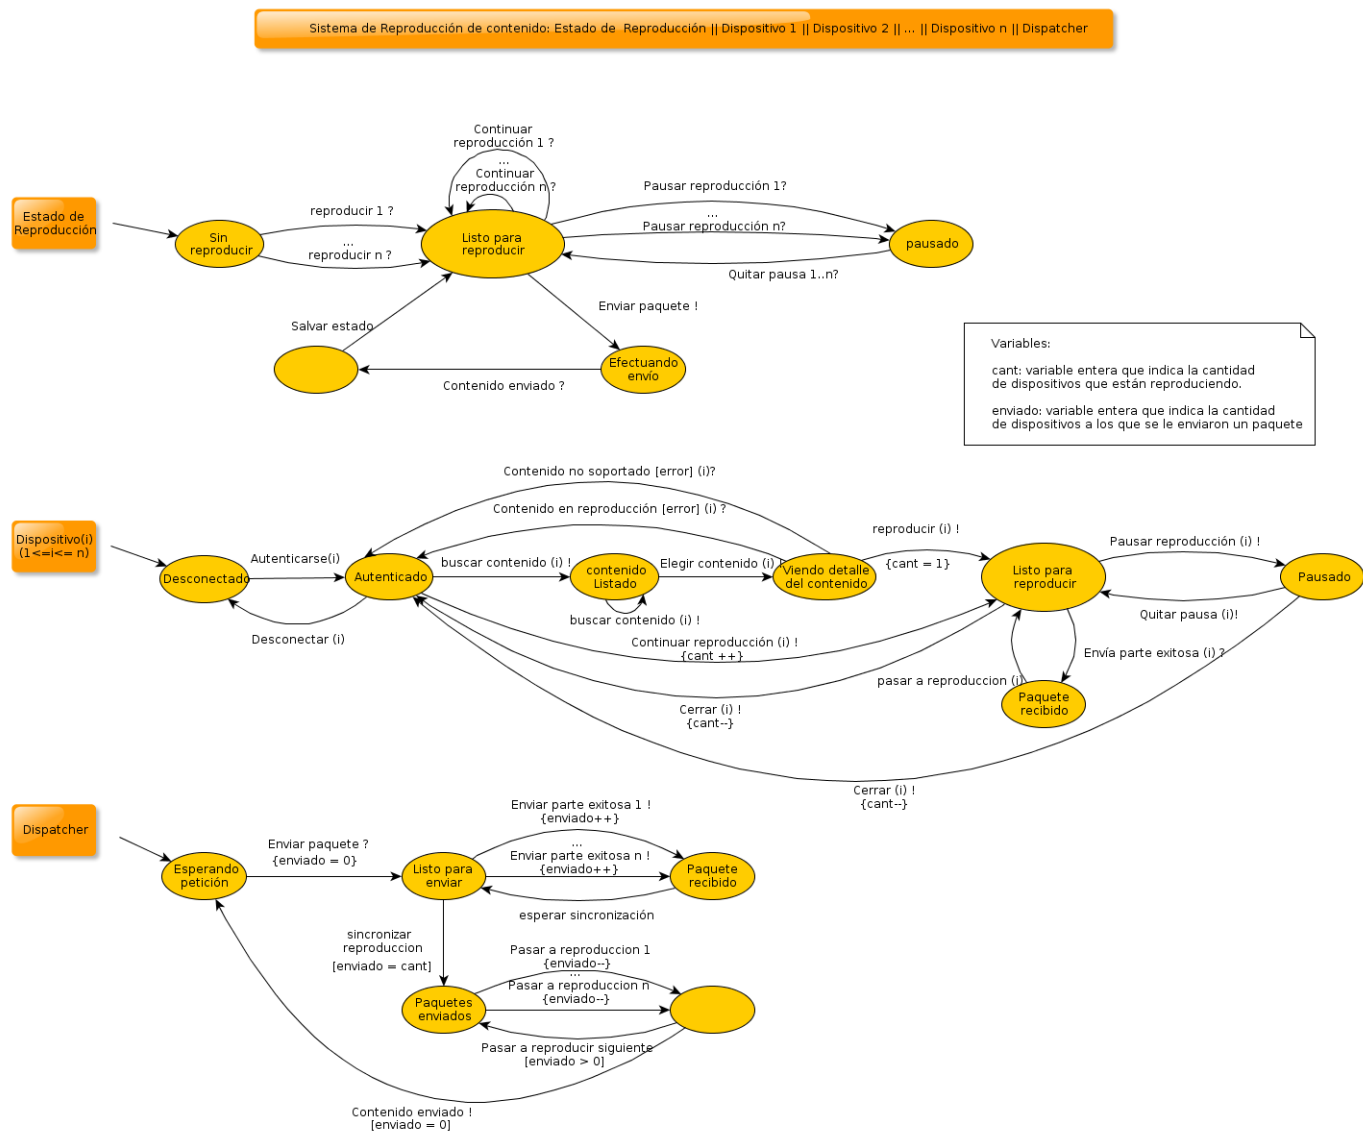 Sistema de Reproducción de contenido: Estado de  Reproducción || Dispositivo 1 || Dispositivo 2 || ... || Dispositivo n || Dispatcher
Continuar
reproducción 1 ?
...
Continuar
reproducción n ?
Estado de
Reproducción
Sin
reproducir
reproducir 1 ?
...
reproducir n ?
Listo para
reproducir
Pausar reproducción 1?
...
Pausar reproducción n?
pausado
Quitar pausa 1..n?
Salvar estado
Enviar paquete !
Efectuando
envío
Contenido enviado ?
Variables:
cant: variable entera que indica la cantidad
de dispositivos que están reproduciendo.
enviado: variable entera que indica la cantidad
de dispositivos a los que se le enviaron un paquete
Contenido no soportado [error] (i)?
Contenido en reproducción [error] (i) ?
Dispositivo(i)
(1<=i<= n)
Desconectado
Autenticarse(i)
Desconectar (i)
Autenticado
buscar contenido (i) !
contenido
Listado
buscar contenido (i) !
Elegir contenido (i) !
Viendo detalle
del contenido
reproducir (i) !
{cant = 1}
Listo para
reproducir
Pausar reproducción (i) !
Pausado
Quitar pausa (i)!
Continuar reproducción (i) !
{cant ++}
Envía parte exitosa (i) ?
pasar a reproduccion (i)
Paquete
recibido
Cerrar (i) !
{cant--}
Cerrar (i) !
{cant--}
Dispatcher
Esperando
petición
Enviar paquete ?
{enviado = 0}
Listo para
enviar
Enviar parte exitosa 1 !
{enviado++}
...
Enviar parte exitosa n !
{enviado++}
Paquete
recibido
esperar sincronización
sincronizar
reproduccion
[enviado = cant]
Paquetes
enviados
Pasar a reproduccion 1
{enviado--}
...
Pasar a reproduccion n
{enviado--}
Pasar a reproducir siguiente
[enviado > 0]
Contenido enviado !
[enviado = 0]